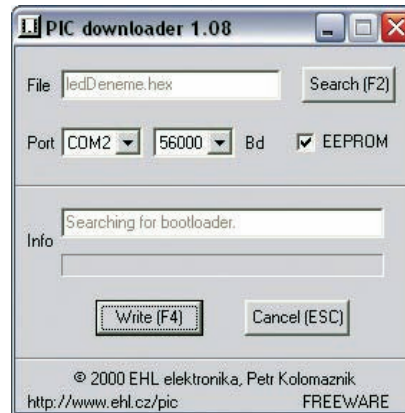 PIC downloader 1.08
File ledDeneme.hex Search (F2)
Port COM2 56000 Bd EEPROM
Info Searching for bootloader.
Write (F4) Cancel (ESC)
© 2000 EHL elektronika, Petr Kolomaznik
http://www.ehl.cz/pic FREEWARE